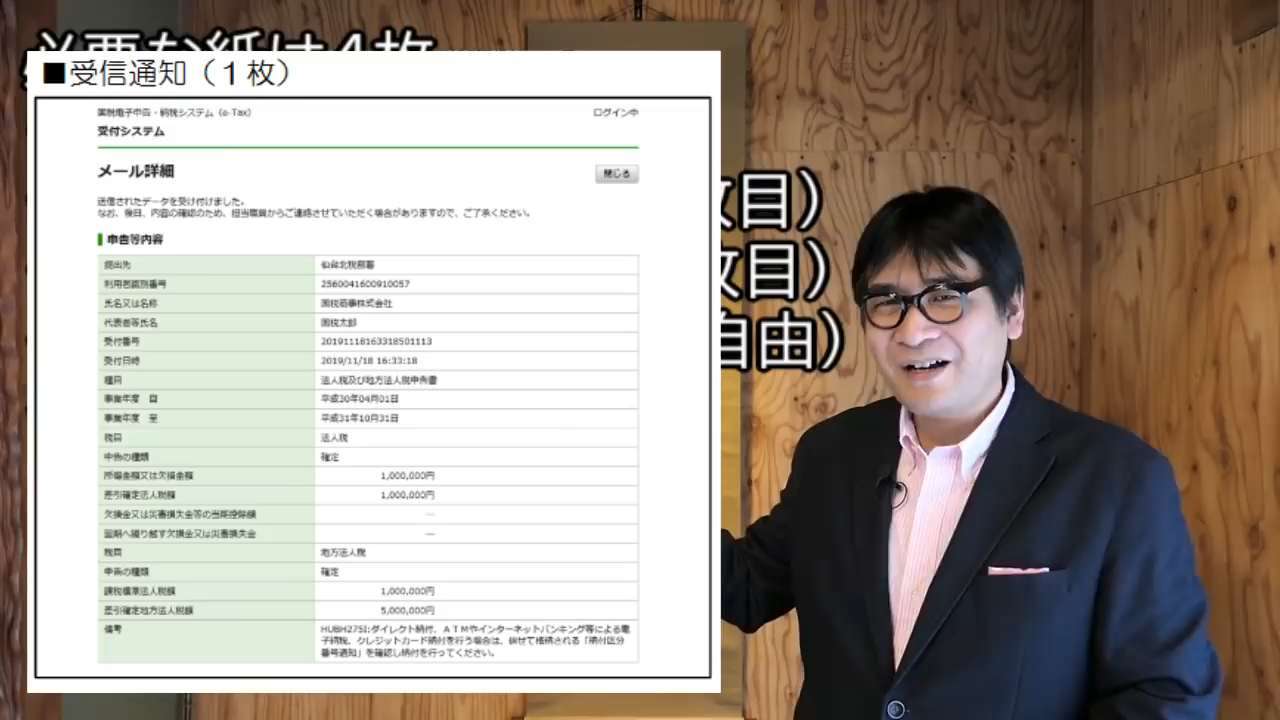 必要な紙は4枚
■受信通知（１枚）
国税電子申告・納税システム（e-Tax） ログイン中
受付システム
メール詳細 閉じる
送信されたデータを受け付けました。
なお、後日、内容の確認のため、担当職員からご連絡させていただく場合がありますので、ご了承ください。
申告等内容
提出先 仙台北税務署
利用者識別番号 2560041600910057
氏名又は名称 国税商事株式会社
代表者等氏名 国税太郎
受付番号 20191118163318501113
受付日時 2019/11/18 16:33:18
種目 法人税及び地方法人税申告書
事業年度 自 平成30年04月01日
事業年度 至 平成31年10月31日
税目 法人税
申告の種類 確定
所得金額又は欠損金額 1,000,000円
差引確定法人税額 1,000,000円
欠損金又は災害損失金等の当期控除額 ―
翌期へ繰り越す欠損金又は災害損失金 ―
税目 地方法人税
申告の種類 確定
課税標準法人税額 1,000,000円
差引確定地方法人税額 5,000,000円
備考 HUBH275I:ダイレクト納付、ＡＴＭやインターネットバンキング等による電
子納税、クレジットカード納付を行う場合は、併せて格納される「納付区分
番号通知」を確認し納付を行ってください。
枚目）
枚目）
自由）